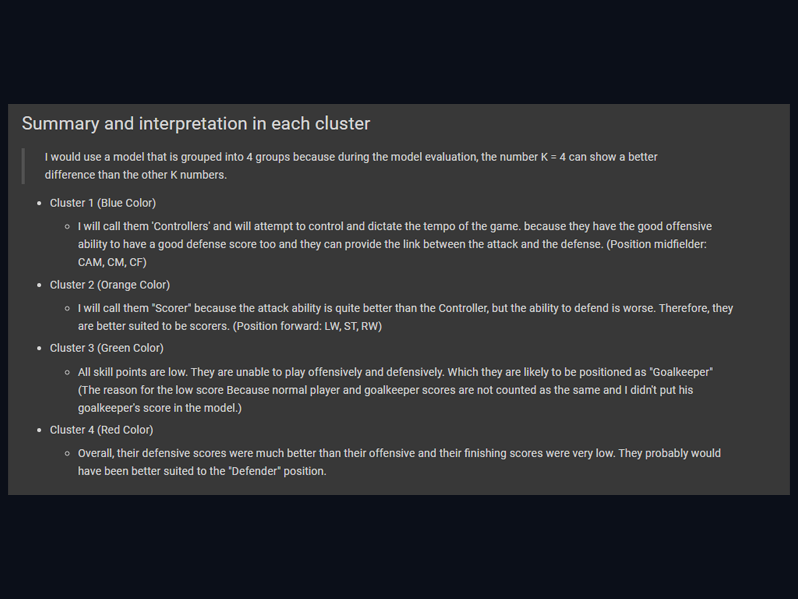 Summary and interpretation in each cluster
I would use a model that is grouped into 4 groups because during the model evaluation, the number K = 4 can show a better
difference than the other K numbers.
• Cluster 1 (Blue Color)
◦ I will call them 'Controllers' and will attempt to control and dictate the tempo of the game. because they have the good offensive
ability to have a good defense score too and they can provide the link between the attack and the defense. (Position midfielder:
CAM, CM, CF)
• Cluster 2 (Orange Color)
◦ I will call them "Scorer" because the attack ability is quite better than the Controller, but the ability to defend is worse. Therefore, they
are better suited to be scorers. (Position forward: LW, ST, RW)
• Cluster 3 (Green Color)
◦ All skill points are low. They are unable to play offensively and defensively. Which they are likely to be positioned as "Goalkeeper"
(The reason for the low score Because normal player and goalkeeper scores are not counted as the same and I didn't put his
goalkeeper's score in the model.)
• Cluster 4 (Red Color)
◦ Overall, their defensive scores were much better than their offensive and their finishing scores were very low. They probably would
have been better suited to the "Defender" position.